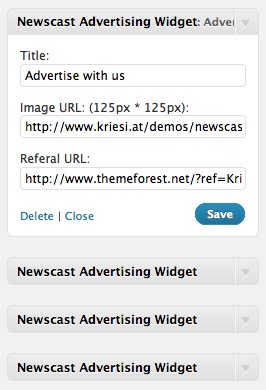 Newscast Advertising Widget: Adver
Title:
Advertise with us
Image URL: (125px * 125px):
http://www.kriesi.at/demos/newscas
Referal URL:
http://www.themeforest.net/?ref=Kri
Delete | Close
Save
Newscast Advertising Widget
Newscast Advertising Widget
Newscast Advertising Widget